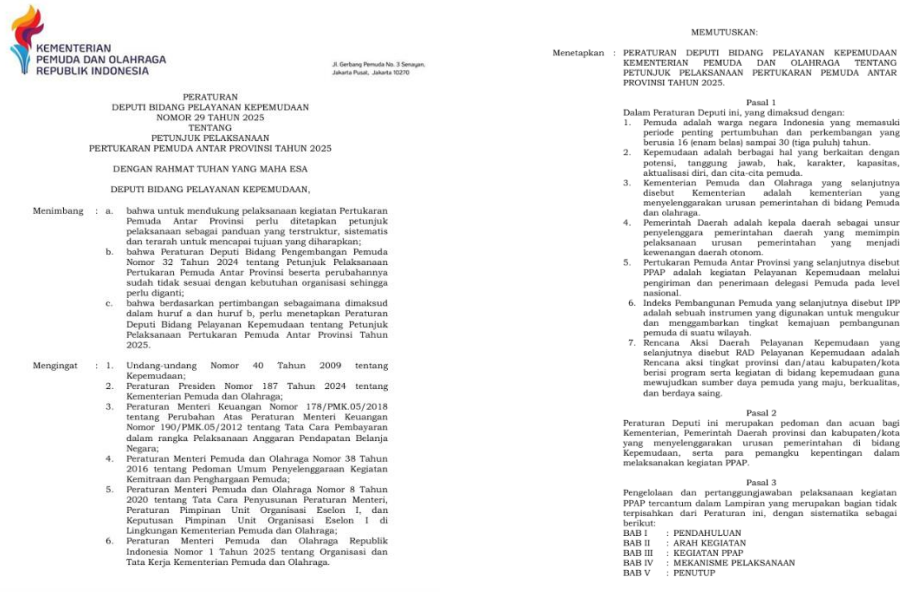 KEMENTERIAN
PEMUDA DAN OLAHRAGA
REPUBLIK INDONESIA
Jl. Gerbang Pemuda No. 3 Senayan,
Jakarta Pusat, Jakarta 10270
PERATURAN
DEPUTI BIDANG PELAYANAN KEPEMUDAAN
NOMOR 29 TAHUN 2025
TENTANG
PETUNJUK PELAKSANAAN
PERTUKARAN PEMUDA ANTAR PROVINSI TAHUN 2025
DENGAN RAHMAT TUHAN YANG MAHA ESA
DEPUTI BIDANG PELAYANAN KEPEMUDAAN,
Menimbang : a. bahwa untuk mendukung pelaksanaan kegiatan Pertukaran
Pemuda Antar Provinsi perlu ditetapkan petunjuk
pelaksanaan sebagai panduan yang terstruktur, sistematis
dan terarah untuk mencapai tujuan yang diharapkan;
b. bahwa Peraturan Deputi Bidang Pengembangan Pemuda
Nomor 32 Tahun 2024 tentang Petunjuk Pelaksanaan
Pertukaran Pemuda Antar Provinsi beserta perubahannya
sudah tidak sesuai dengan kebutuhan organisasi sehingga
perlu diganti;
c. bahwa berdasarkan pertimbangan sebagaimana dimaksud
dalam huruf a dan huruf b, perlu menetapkan Peraturan
Deputi Bidang Pelayanan Kepemudaan tentang Petunjuk
Pelaksanaan Pertukaran Pemuda Antar Provinsi Tahun
2025.
Mengingat : 1. Undang-undang Nomor 40 Tahun 2009 tentang
Kepemudaan;
2. Peraturan Presiden Nomor 187 Tahun 2024 tentang
Kementerian Pemuda dan Olahraga;
3. Peraturan Menteri Keuangan Nomor 178/PMK.05/2018
tentang Perubahan Atas Peraturan Menteri Keuangan
Nomor 190/PMK.05/2012 tentang Tata Cara Pembayaran
dalam rangka Pelaksanaan Anggaran Pendapatan Belanja
Negara;
4. Peraturan Menteri Pemuda dan Olahraga Nomor 38 Tahun
2016 tentang Pedoman Umum Penyelenggaraan Kegiatan
Kemitraan dan Penghargaan Pemuda;
5. Peraturan Menteri Pemuda dan Olahraga Nomor 8 Tahun
2020 tentang Tata Cara Penyusunan Peraturan Menteri,
Peraturan Pimpinan Unit Organisasi Eselon I, dan
Keputusan Pimpinan Unit Organisasi Eselon I di
Lingkungan Kementerian Pemuda dan Olahraga;
6. Peraturan Menteri Pemuda dan Olahraga Republik
Indonesia Nomor 1 Tahun 2025 tentang Organisasi dan
Tata Kerja Kementerian Pemuda dan Olahraga.
MEMUTUSKAN:
Menetapkan : PERATURAN DEPUTI BIDANG PELAYANAN KEPEMUDAAN
KEMENTERIAN PEMUDA DAN OLAHRAGA TENTANG
PETUNJUK PELAKSANAAN PERTUKARAN PEMUDA ANTAR
PROVINSI TAHUN 2025.
Pasal 1
Dalam Peraturan Deputi ini, yang dimaksud dengan:
1. Pemuda adalah warga negara Indonesia yang memasuki
periode penting pertumbuhan dan perkembangan yang
berusia 16 (enam belas) sampai 30 (tiga puluh) tahun.
2. Kepemudaan adalah berbagai hal yang berkaitan dengan
potensi, tanggung jawab, hak, karakter, kapasitas,
aktualisasi diri, dan cita-cita pemuda.
3. Kementerian Pemuda dan Olahraga yang selanjutnya
disebut Kementerian adalah kementerian yang
menyelenggarakan urusan pemerintahan di bidang Pemuda
dan olahraga.
4. Pemerintah Daerah adalah kepala daerah sebagai unsur
penyelenggara pemerintahan daerah yang memimpin
pelaksanaan urusan pemerintahan yang menjadi
kewenangan daerah otonom.
5. Pertukaran Pemuda Antar Provinsi yang selanjutnya disebut
PPAP adalah kegiatan Pelayanan Kepemudaan melalui
pengiriman dan penerimaan delegasi Pemuda pada level
nasional.
6. Indeks Pembangunan Pemuda yang selanjutnya disebut IPP
adalah sebuah instrumen yang digunakan untuk mengukur
dan menggambarkan tingkat kemajuan pembangunan
pemuda di suatu wilayah.
7. Rencana Aksi Daerah Pelayanan Kepemudaan yang
selanjutnya disebut RAD Pelayanan Kepemudaan adalah
Rencana aksi tingkat provinsi dan/atau kabupaten/kota
berisi program serta kegiatan di bidang kepemudaan guna
mewujudkan sumber daya pemuda yang maju, berkualitas,
dan berdaya saing.
Pasal 2
Peraturan Deputi ini merupakan pedoman dan acuan bagi
Kementerian, Pemerintah Daerah provinsi dan kabupaten/kota
yang menyelenggarakan urusan pemerintahan di bidang
Kepemudaan, serta para pemangku kepentingan dalam
melaksanakan kegiatan PPAP.
Pasal 3
Pengelolaan dan pertanggungjawaban pelaksanaan kegiatan
PPAP tercantum dalam Lampiran yang merupakan bagian tidak
terpisahkan dari Peraturan ini, dengan sistematika sebagai
berikut:
BAB I : PENDAHULUAN
BAB II : ARAH KEGIATAN
BAB III : KEGIATAN PPAP
BAB IV : MEKANISME PELAKSANAAN
BAB V : PENUTUP